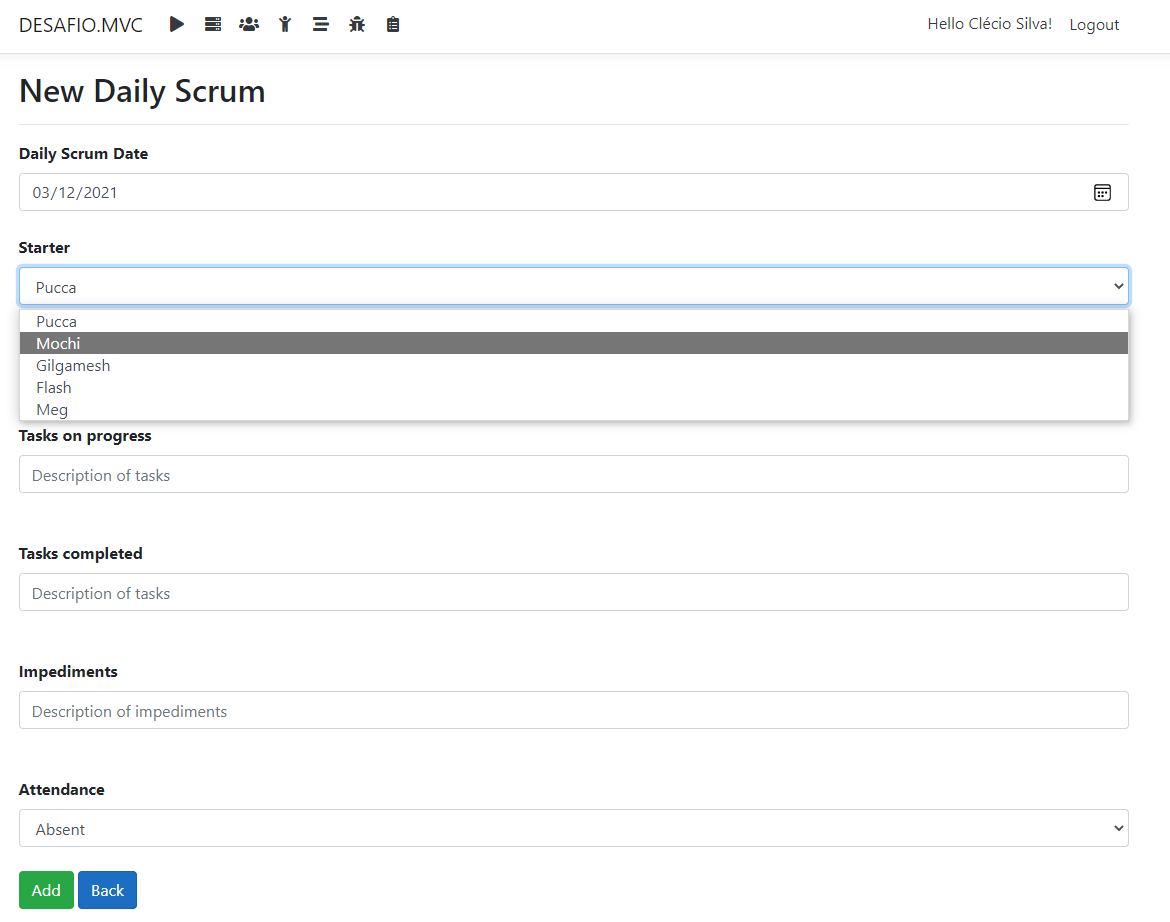 DESAFIO.MVC
Hello Clécio Silva! Logout
New Daily Scrum
Daily Scrum Date
03/12/2021
Starter
Pucca
Pucca
Mochi
Gilgamesh
Flash
Meg
Tasks on progress
Description of tasks
Tasks completed
Description of tasks
Impediments
Description of impediments
Attendance
Absent
Add Back